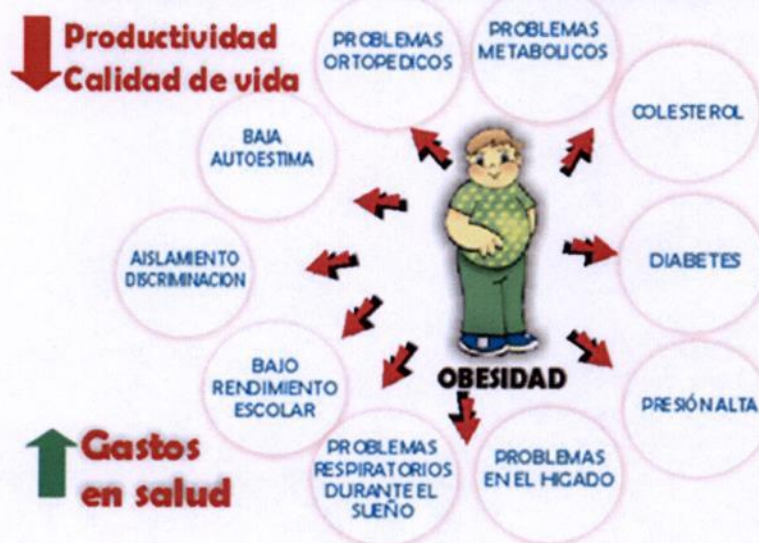 Productividad
Calidad de vida
PROBLEMAS
ORTOPEDICOS
PROBLEMAS
METABOLICOS
COLESTEROL
DIABETES
PRESIÓN ALTA
PROBLEMAS
EN EL HIGADO
PROBLEMAS
RESPIRATORIOS
DURANTE EL
SUEÑO
BAJO
RENDIMIENTO
ESCOLAR
AISLAMIENTO
DISCRIMINACION
BAJA
AUTOESTIMA
OBESIDAD
Gastos
en salud